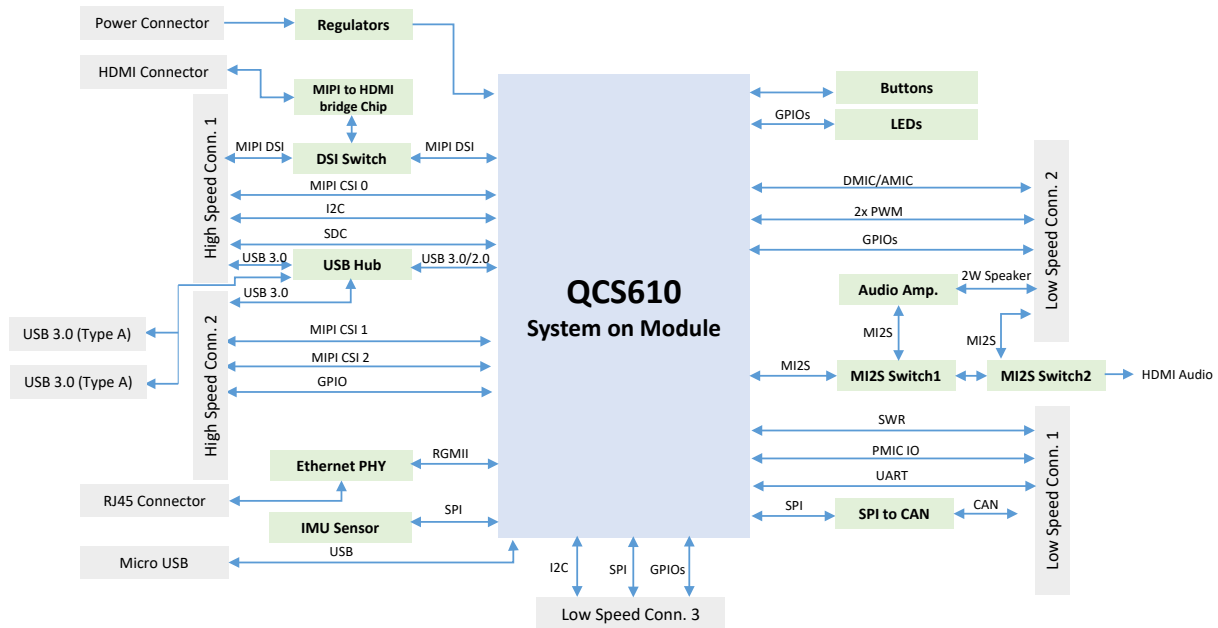 Power Connector
Regulators
HDMI Connector
MIPI to HDMI
bridge Chip
High Speed Conn. 1
MIPI DSI
DSI Switch
MIPI DSI
MIPI CSI 0
I2C
SDC
USB 3.0
USB Hub
USB 3.0/2.0
USB 3.0
High Speed Conn. 2
USB 3.0 (Type A)
USB 3.0 (Type A)
MIPI CSI 1
MIPI CSI 2
GPIO
Ethernet PHY
RGMII
RJ45 Connector
IMU Sensor
SPI
Micro USB
USB
QCS610
System on Module
Buttons
GPIOs
LEDs
DMIC/AMIC
2x PWM
GPIOs
Low Speed Conn. 2
2W Speaker
Audio Amp.
MI2S
MI2S
MI2S
MI2S Switch1
MI2S Switch2
HDMI Audio
SWR
PMIC IO
UART
SPI
SPI to CAN
CAN
Low Speed Conn. 1
I2C
SPI
GPIOs
Low Speed Conn. 3